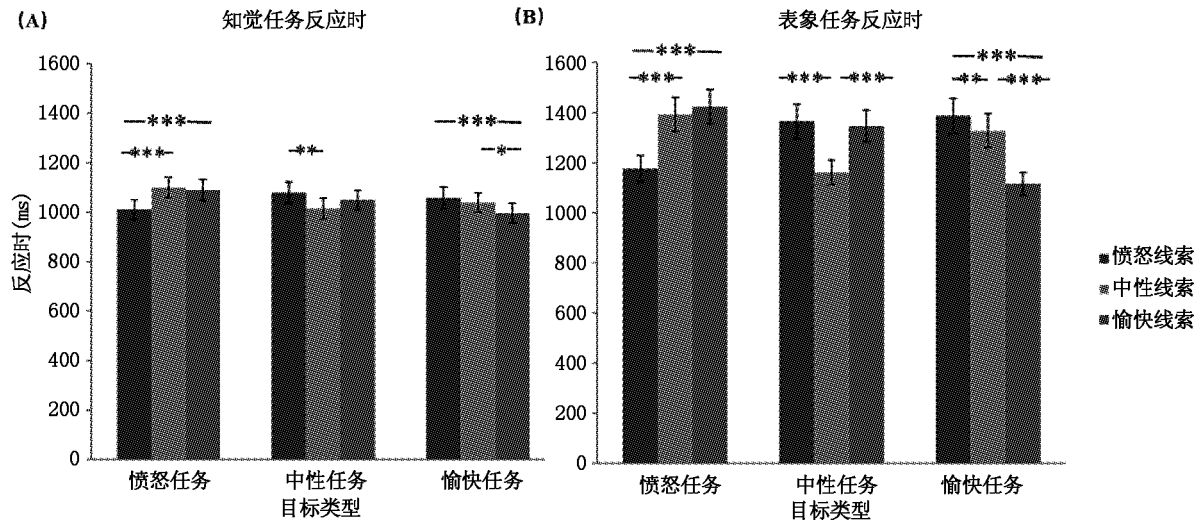 (A)
知觉任务反应时
*** 
***
**
***
*
1600
1400
1200
1000
800
600
400
200
0
反应时(ms)
愤怒任务
中性任务
愉快任务
目标类型
(B)
表象任务反应时
***
***
***
***
***
**
***
1600
1400
1200
1000
800
600
400
200
0
愤怒任务
中性任务
愉快任务
目标类型
愤怒线索
中性线索
愉快线索